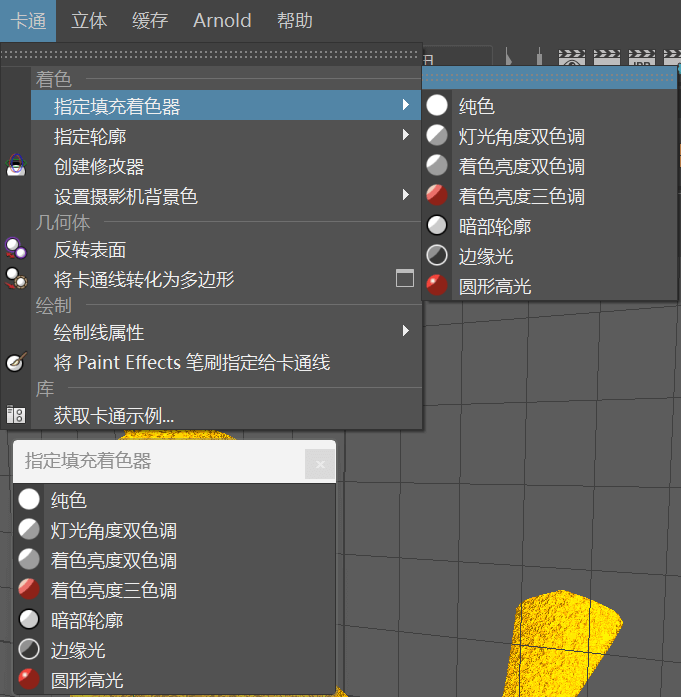 卡通 立体 缓存 Arnold 帮助
着色
指定填充着色器
指定轮廓
创建修改器
设置摄影机背景色
几何体
反转表面
将卡通线转化为多边形
绘制
绘制线属性
将 Paint Effects 笔刷指定给卡通线
库
获取卡通示例...
纯色
灯光角度双色调
着色亮度双色调
着色亮度三色调
暗部轮廓
边缘光
圆形高光
指定填充着色器
纯色
灯光角度双色调
着色亮度双色调
着色亮度三色调
暗部轮廓
边缘光
圆形高光